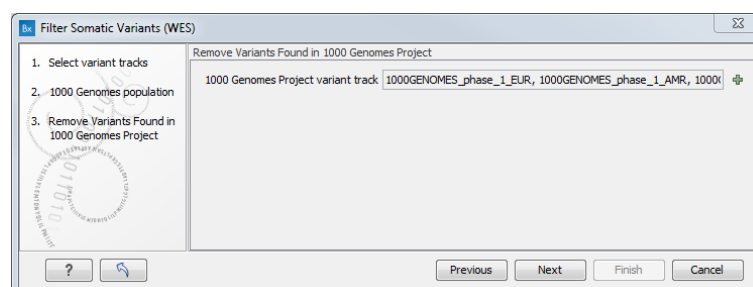 Bx Filter Somatic Variants (WES)
1. Select variant tracks
2. 1000 Genomes population
3. Remove Variants Found in
1000 Genomes Project
Remove Variants Found in 1000 Genomes Project
1000 Genomes Project variant track 1000GENOMES_phase_1_EUR, 1000GENOMES_phase_1_AMR, 1000
?
Previous Next Finish Cancel